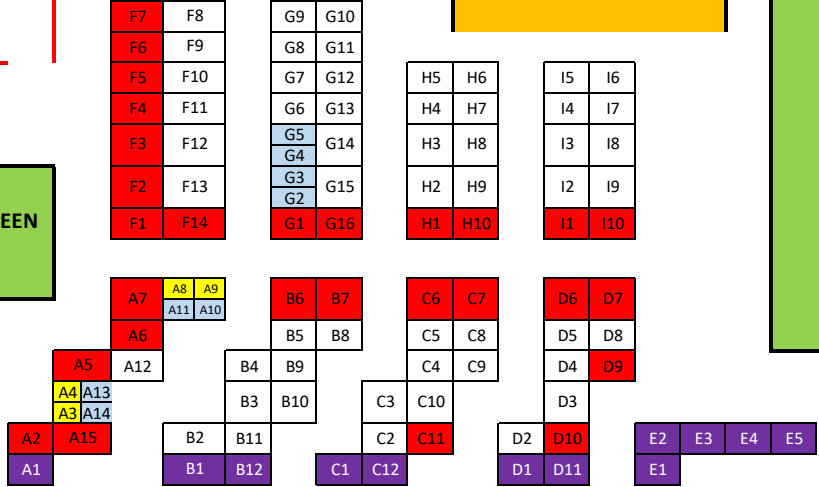 F7 F8 G9 G10
F6 F9 G8 G11
F5 F10 G7 G12 H5 H6 I5 I6
F4 F11 G6 G13 H4 H7 I4 I7
F3 F12 G5 G14 H3 H8 I3 I8
G4
F2 F13 G3 G15 H2 H9 I2 I9
G2
EEN F1 F14 G1 G16 H1 H10 I1 I10
A7 A8 A9 B6 B7 C6 C7 D6 D7
A11 A10
A6 B5 B8 C5 C8 D5 D8
A5 A12 B4 B9 C4 C9 D4 D9
A4 A13 B3 B10 C3 C10 D3
A3 A14
A2 A15 B2 B11 C2 C11 D2 D10 E2 E3 E4 E5
A1 B1 B12 C1 C12 D1 D11 E1